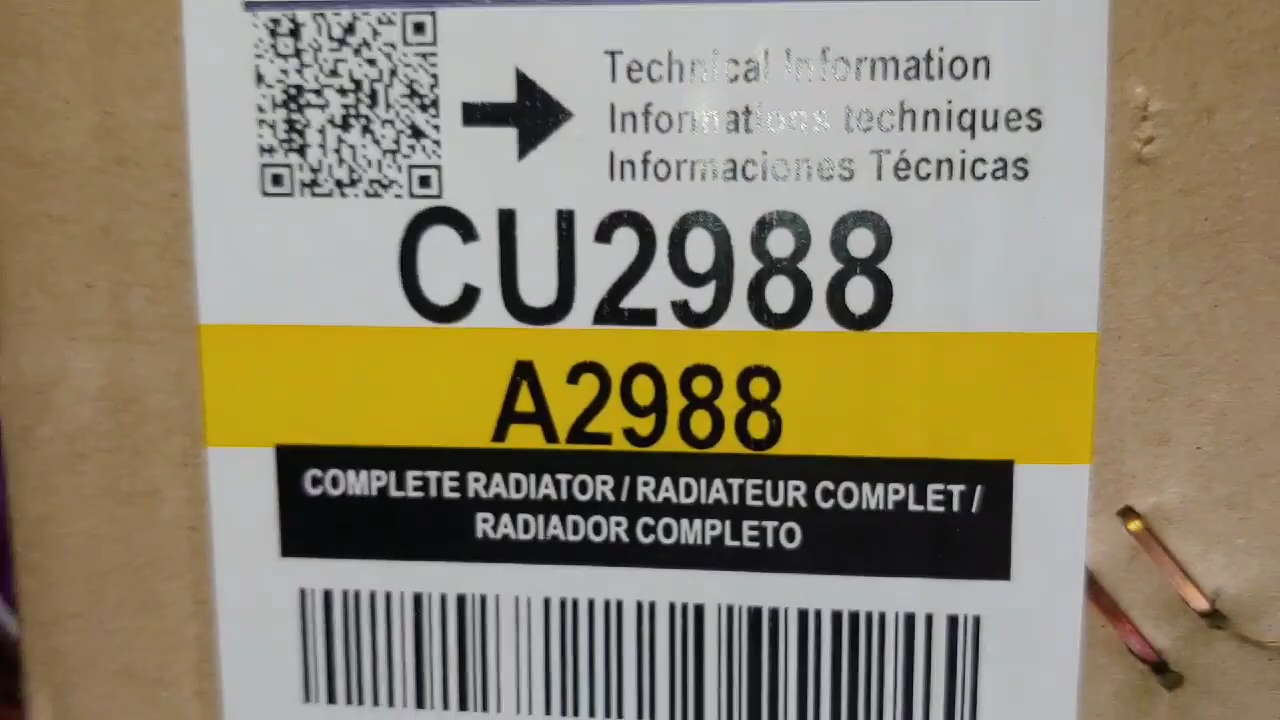 Technical Information
Informations techniques
Informaciones Técnicas
CU2988
A2988
COMPLETE RADIATOR / RADIATEUR COMPLET /
RADIADOR COMPLETO